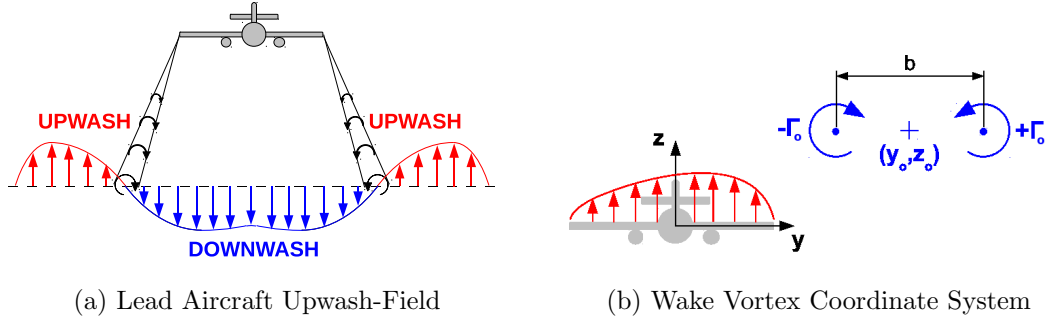 UPWASH
UPWASH
DOWNWASH
(a) Lead Aircraft Upwash-Field
b
-Γₒ
+Γₒ
(yₒ,zₒ)
z
y
(b) Wake Vortex Coordinate System